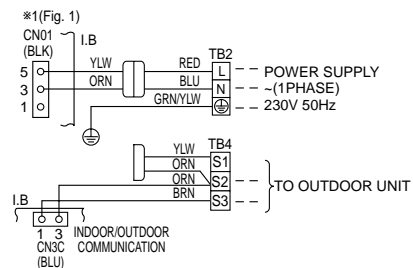 ※1(Fig. 1)
CN01
(BLK)
I.B
5
3
1
YLW
ORN
RED
BLU
GRN/YLW
TB2
L
N
POWER SUPPLY
~(1PHASE)
230V 50Hz
YLW
ORN
ORN
BRN
TB4
S1
S2
S3
TO OUTDOOR UNIT
I.B
1 3
CN3C
(BLU)
INDOOR/OUTDOOR
COMMUNICATION